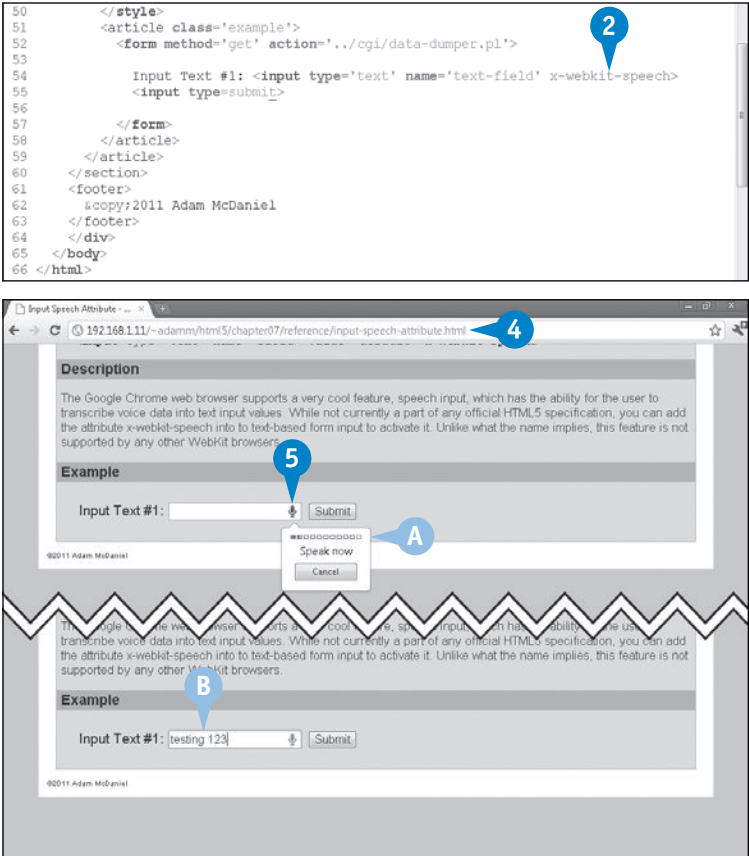 50 </style>
51 <article class='example'>
52 <form method='get' action='../cgi/data-dumper.pl'>
2
53
54 Input Text #1: <input type='text' name='text-field' x-webkit-speech>
55 <input type=submit>
56
57 </form>
58 </article>
59 </article>
60 </section>
61 <footer>
62 &copy;2011 Adam McDaniel
63 </footer>
64 </div>
65 </body>
66 </html>
Input Speech Attribute - ...
192.168.1.11/~adamm/html5/chapter07/reference/input-speech-attribute.html
4
Description
The Google Chrome web browser supports a very cool feature, speech input, which has the ability for the user to
transcribe voice data into text input values. While not currently a part of any official HTML5 specification, you can add
the attribute x-webkit-speech into to text-based form input to activate it. Unlike what the name implies, this feature is not
supported by any other WebKit browsers.
5
Example
Input Text #1: Submit
A
Speak now
Cancel
©2011 Adam McDaniel
transcribe voice data into text input values. While not currently a part of any official HTML5 specification, you can add
the attribute x-webkit-speech into to text-based form input to activate it. Unlike what the name implies, this feature is not
supported by any other WebKit browsers.
B
Example
Input Text #1: testing 123 Submit
©2011 Adam McDaniel